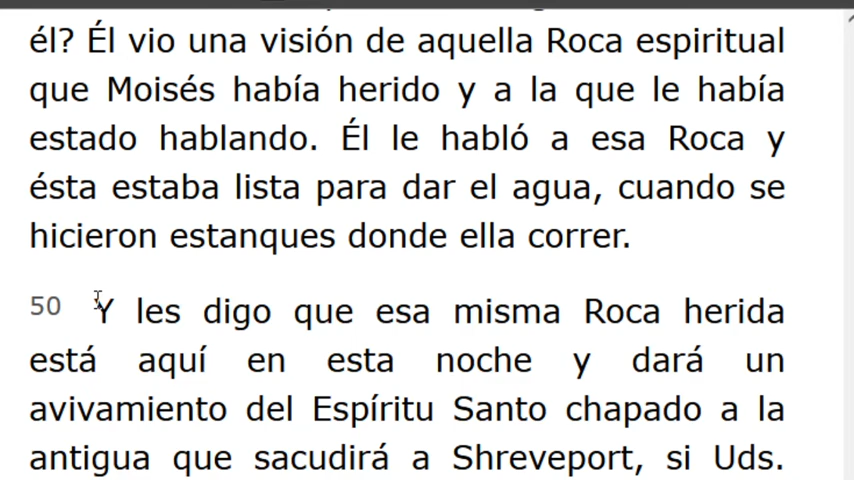 él? Él vio una visión de aquella Roca espiritual
que Moisés había herido y a la que le había
estado hablando. Él le habló a esa Roca y
ésta estaba lista para dar el agua, cuando se
hicieron estanques donde ella correr.
50 Y les digo que esa misma Roca herida
está aquí en esta noche y dará un
avivamiento del Espíritu Santo chapado a la
antigua que sacudirá a Shreveport, si Uds.